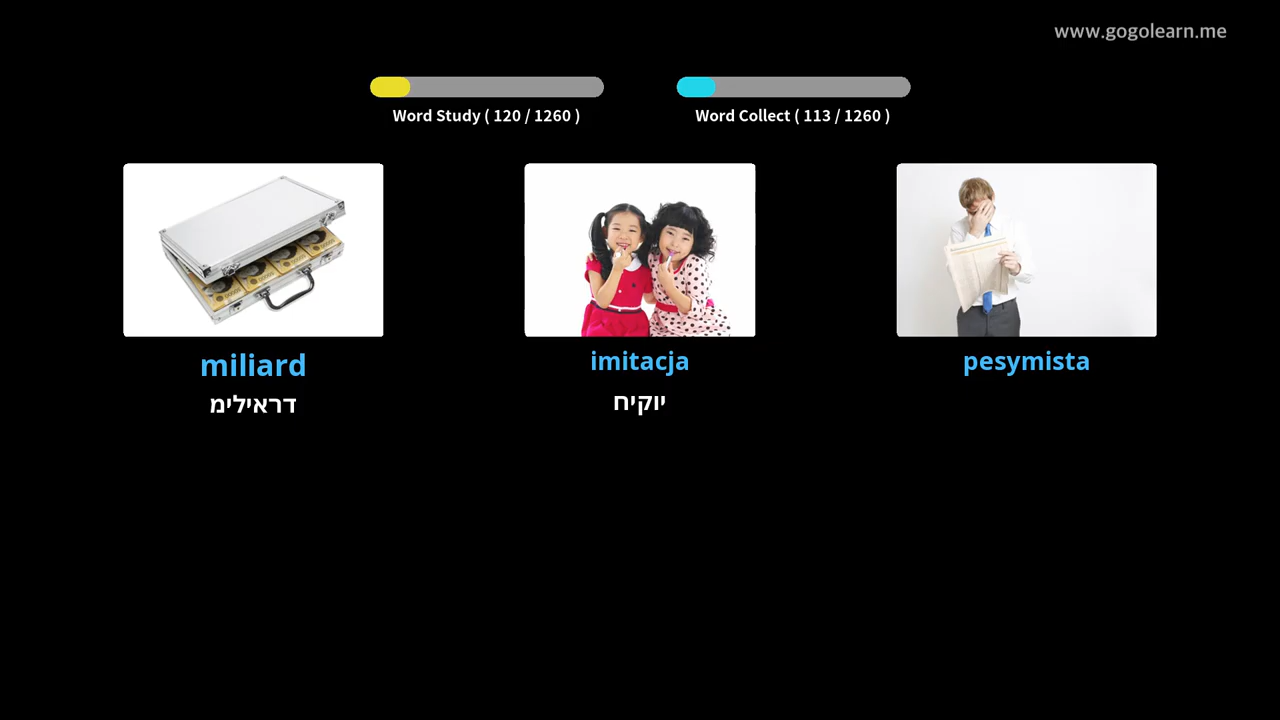 www.gogolearn.me
Word Study ( 120 / 1260 )
Word Collect ( 113 / 1260 )
miliard
דראילימ
imitacja
יוקיח
pesymista